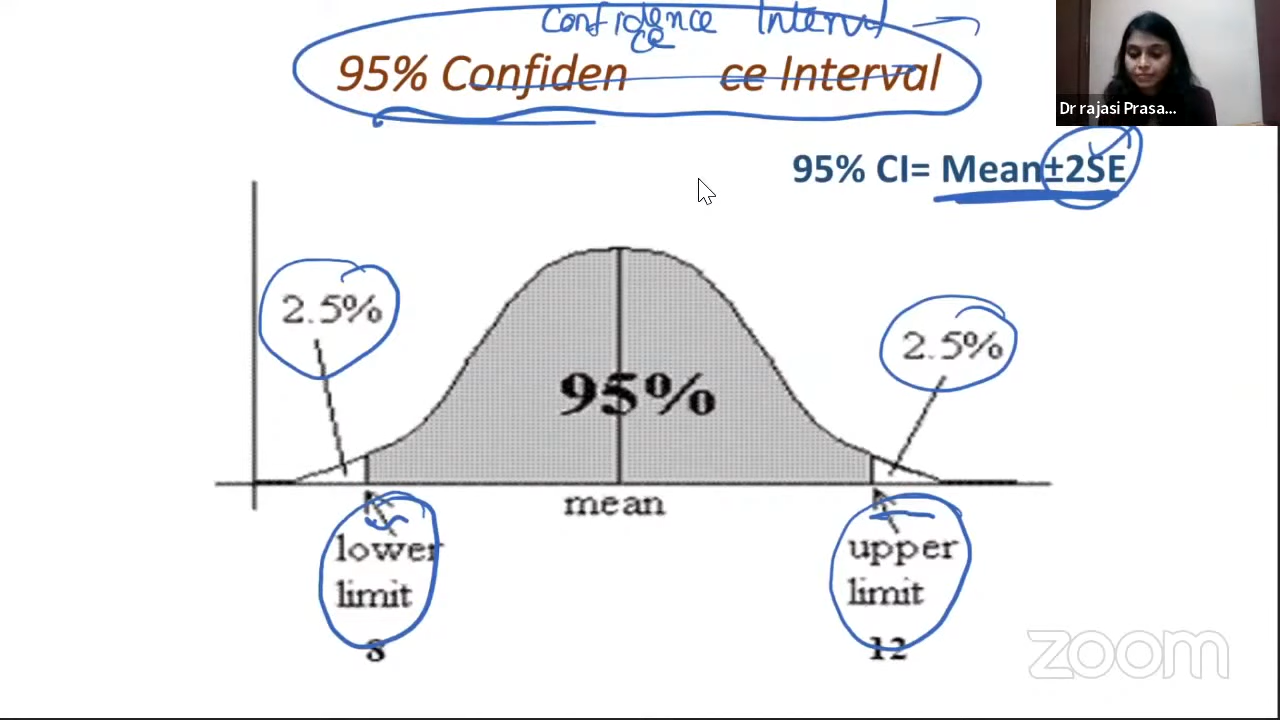 Confidence Interval
ce
95% Confiden ce Interval
Dr rajasi Prasa...
95% CI= Mean±2SE
2.5%
2.5%
95%
mean
lower
limit
8
upper
limit
12
zoom